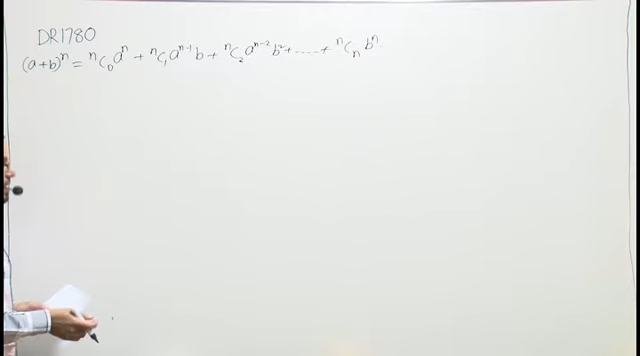 DR1780
(a+b)ⁿ = ⁿC₀aⁿ + ⁿC₁aⁿ⁻¹b + ⁿC₂aⁿ⁻²b² + ...... + ⁿCₙbⁿ